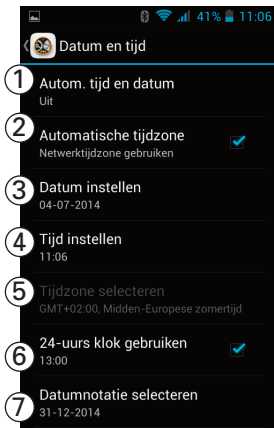 41% 11:06
Datum en tijd
1 Autom. tijd en datum
Uit
2 Automatische tijdzone
Netwerktijdzone gebruiken
3 Datum instellen
04-07-2014
4 Tijd instellen
11:06
5 Tijdzone selecteren
GMT+02:00, Midden-Europese zomertijd
6 24-uurs klok gebruiken
13:00
7 Datumnotatie selecteren
31-12-2014